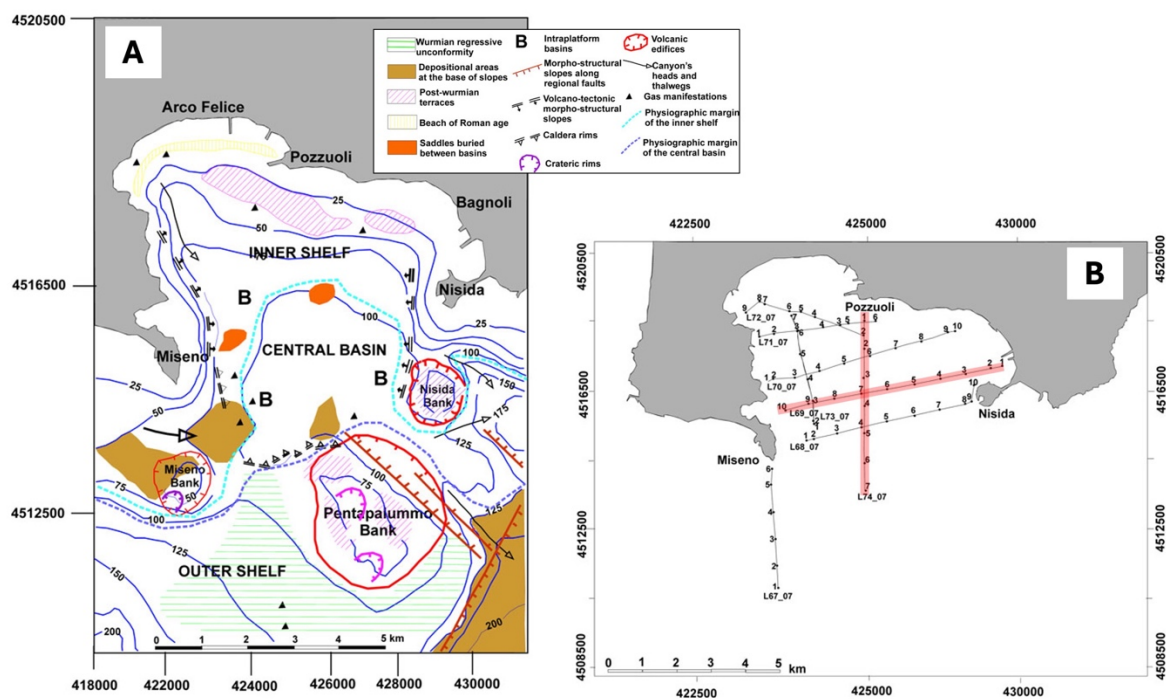 4520500
4516500
4512500
418000
422000
424000
426000
428000
430000
A
Wurmian regressive
unconformity
Depositional areas
at the base of slopes
Post-wurmian
terraces
Beach of Roman age
Saddles buried
between basins
B
Intraplatform
basins
Morpho-structural
slopes along
regional faults
Volcano-tectonic
morpho-structural
slopes
Caldera rims
Crateric rims
Volcanic
edifices
Canyon's
heads and
thalwegs
Gas manifestations
Physiographic margin
of the inner shelf
Physiographic margin
of the central basin
Arco Felice
Pozzuoli
Bagnoli
25
50
INNER SHELF
Nisida
B
100
25
CENTRAL BASIN
Miseno
100
150
B
Nisida
Bank
25
B
175
50
125
Miseno
Bank
50
75
100
100
75
Pentapalummo
Bank
125
125
OUTER SHELF
150
200
200
0 1 2 3 4 5 km
B
422500
425000
430000
4520500
4516500
4512500
4508500
4520500
4516500
4512500
4508500
422500
425000
430000
Pozzuoli
L72_07
L71_07
L70_07
L69_07
L73_07
L68_07
Nisida
Miseno
L74_07
L67_07
0 1 2 3 4 5
km